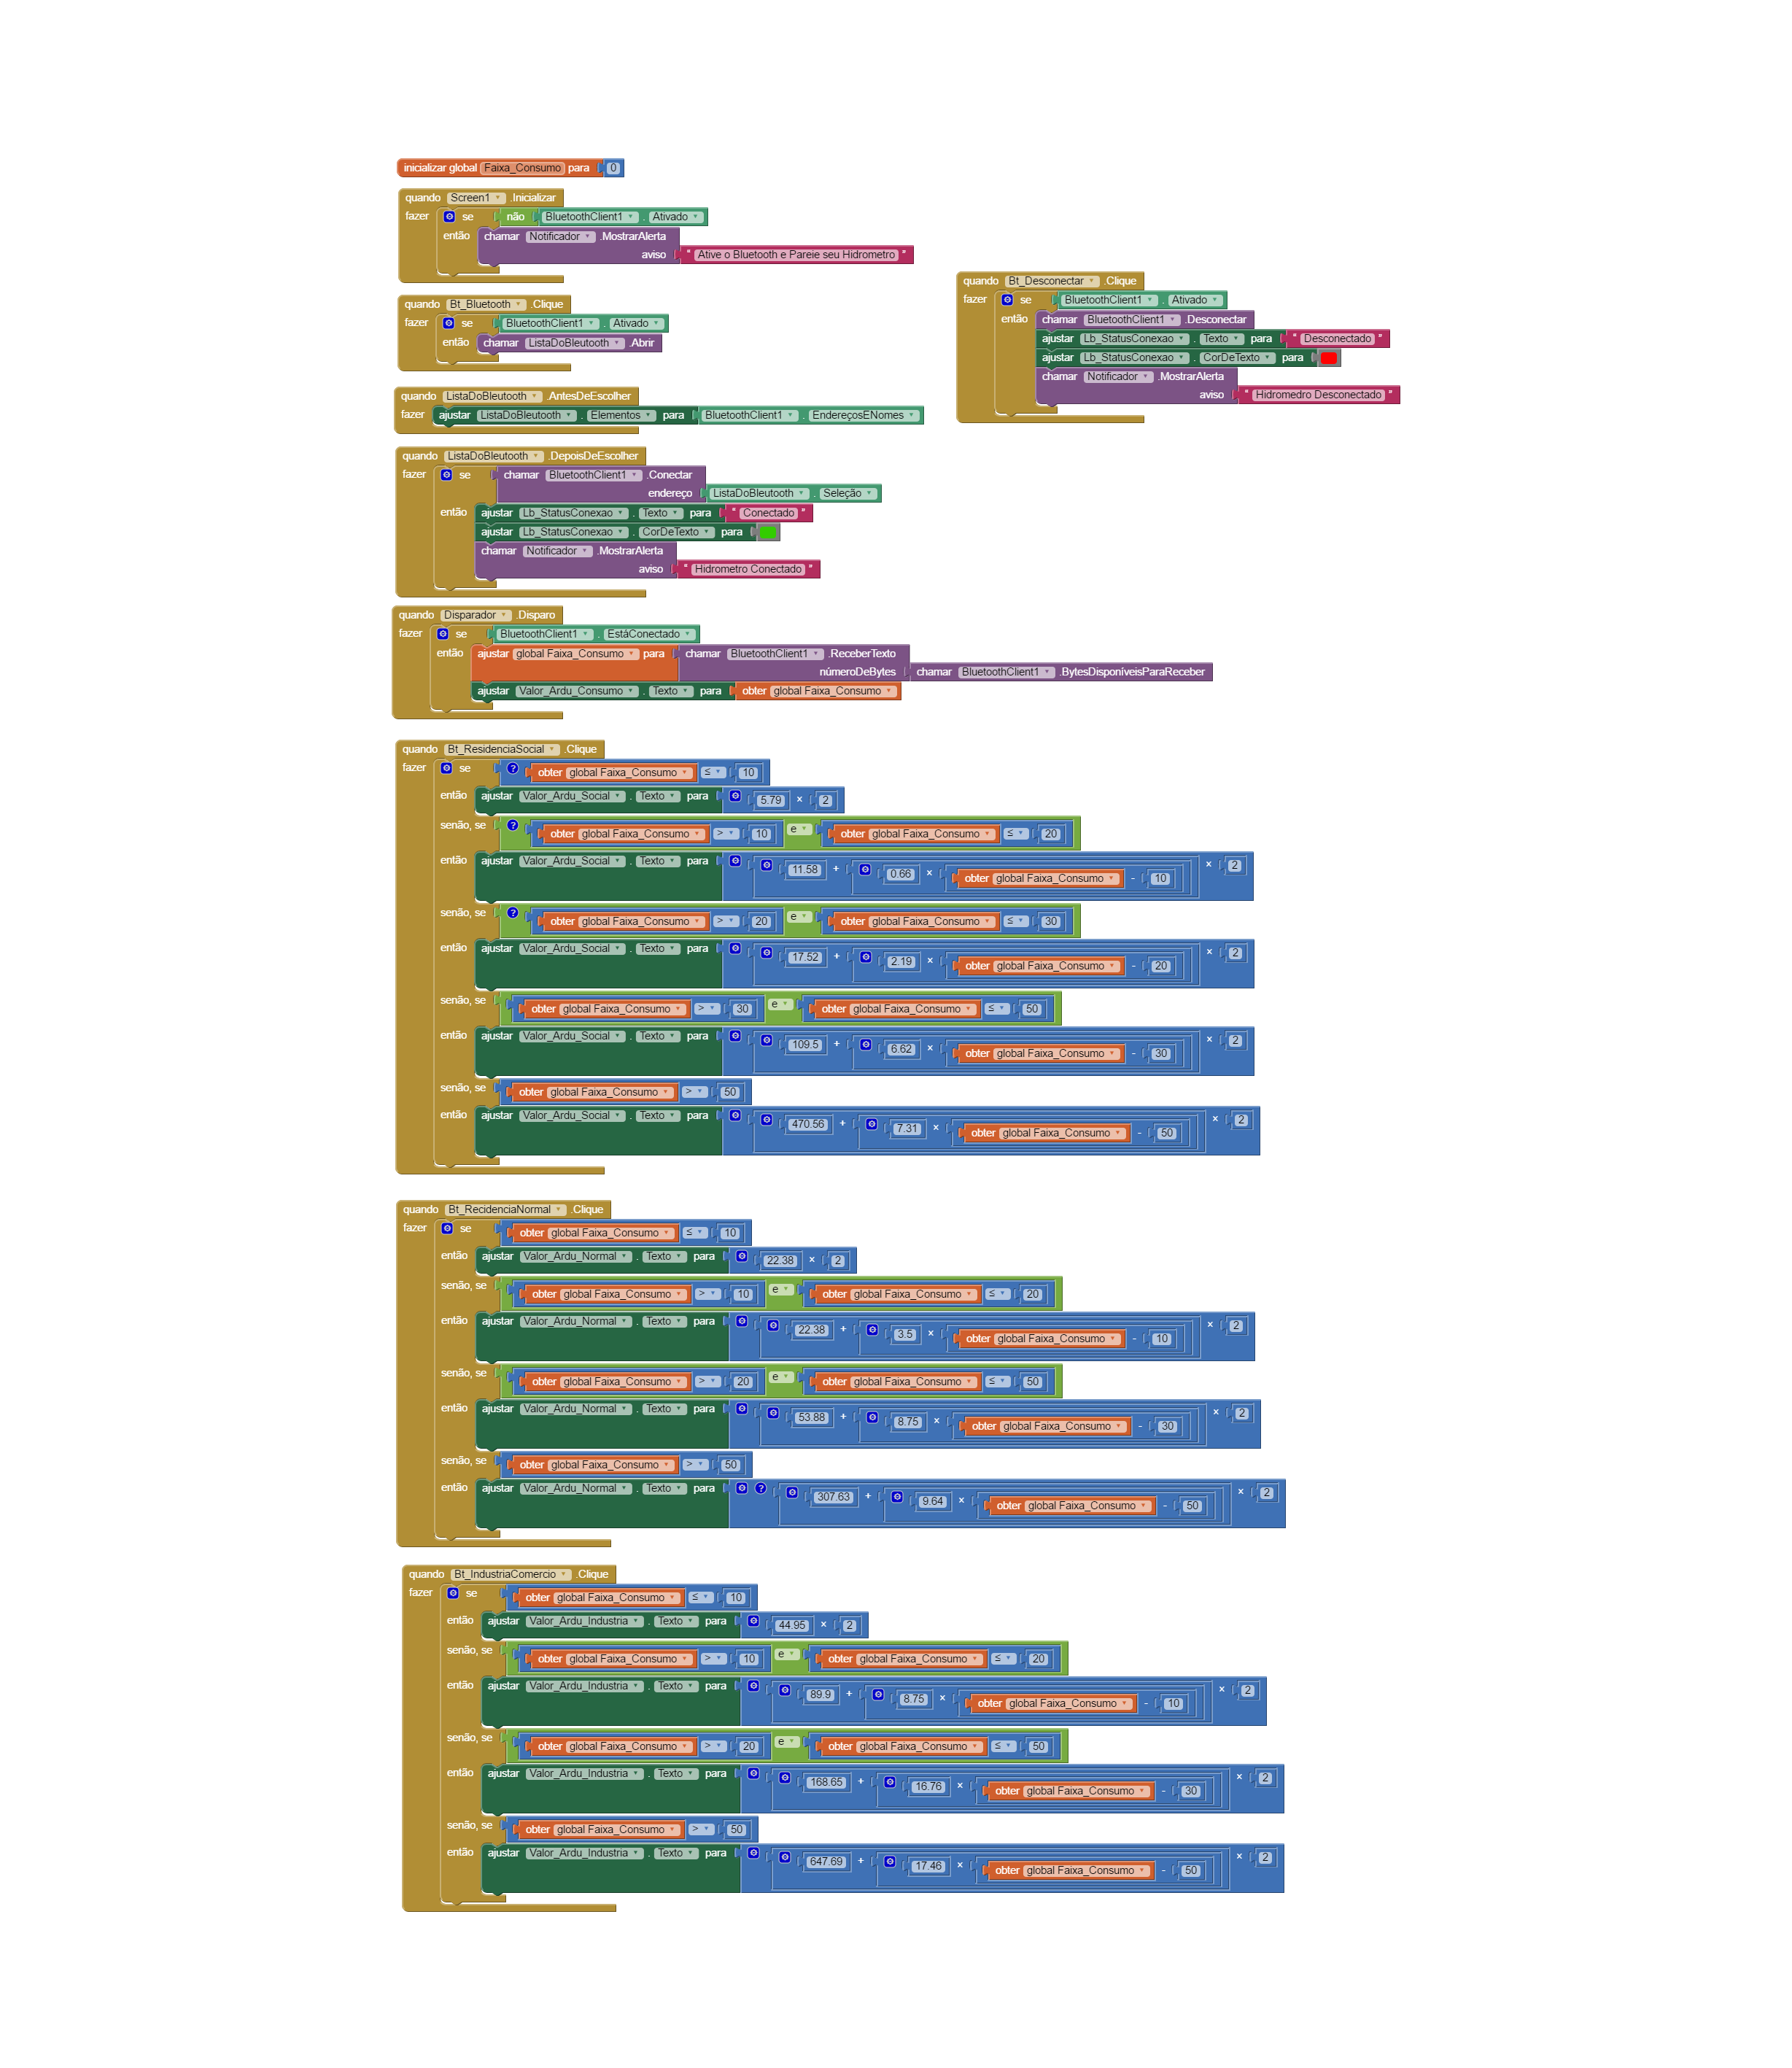 inicializar global Faixa_Consumo para 0
quando Screen1 .Inicializar
fazer se não BluetoothClient1 . Ativado
então chamar Notificador .MostrarAlerta
aviso " Ative o Bluetooth e Pareie seu Hidrometro "
quando Bt_Desconectar .Clique
fazer se BluetoothClient1 . Ativado
então chamar BluetoothClient1 .Desconectar
ajustar Lb_StatusConexao . Texto para " Desconectado "
ajustar Lb_StatusConexao . CorDeTexto para
chamar Notificador .MostrarAlerta
aviso " Hidromedro Desconectado "
quando Bt_Bluetooth .Clique
fazer se BluetoothClient1 . Ativado
então chamar ListaDoBleutooth .Abrir
quando ListaDoBleutooth .AntesDeEscolher
fazer ajustar ListaDoBleutooth . Elementos para BluetoothClient1 . EndereçosENomes
quando ListaDoBleutooth .DepoisDeEscolher
fazer se chamar BluetoothClient1 .Conectar
endereço ListaDoBleutooth . Seleção
então ajustar Lb_StatusConexao . Texto para " Conectado "
ajustar Lb_StatusConexao . CorDeTexto para
chamar Notificador .MostrarAlerta
aviso " Hidrometro Conectado "
quando Disparador .Disparo
fazer se BluetoothClient1 . EstáConectado
então ajustar global Faixa_Consumo para chamar BluetoothClient1 .ReceberTexto
númeroDeBytes chamar BluetoothClient1 .BytesDisponíveisParaReceber
ajustar Valor_Ardu_Consumo . Texto para obter global Faixa_Consumo
quando Bt_ResidenciaSocial .Clique
fazer se ? obter global Faixa_Consumo ≤ 10
então ajustar Valor_Ardu_Social . Texto para 5.79 × 2
senão, se ? obter global Faixa_Consumo > 10 e obter global Faixa_Consumo ≤ 20
então ajustar Valor_Ardu_Social . Texto para 11.58 + 0.66 × obter global Faixa_Consumo - 10 × 2
senão, se ? obter global Faixa_Consumo > 20 e obter global Faixa_Consumo ≤ 30
então ajustar Valor_Ardu_Social . Texto para 17.52 + 2.19 × obter global Faixa_Consumo - 20 × 2
senão, se obter global Faixa_Consumo > 30 e obter global Faixa_Consumo ≤ 50
então ajustar Valor_Ardu_Social . Texto para 109.5 + 6.62 × obter global Faixa_Consumo - 30 × 2
senão, se obter global Faixa_Consumo > 50
então ajustar Valor_Ardu_Social . Texto para 470.56 + 7.31 × obter global Faixa_Consumo - 50 × 2
quando Bt_RecidenciaNormal .Clique
fazer se obter global Faixa_Consumo ≤ 10
então ajustar Valor_Ardu_Normal . Texto para 22.38 × 2
senão, se obter global Faixa_Consumo > 10 e obter global Faixa_Consumo ≤ 20
então ajustar Valor_Ardu_Normal . Texto para 22.38 + 3.5 × obter global Faixa_Consumo - 10 × 2
senão, se obter global Faixa_Consumo > 20 e obter global Faixa_Consumo ≤ 50
então ajustar Valor_Ardu_Normal . Texto para 53.88 + 8.75 × obter global Faixa_Consumo - 30 × 2
senão, se obter global Faixa_Consumo > 50
então ajustar Valor_Ardu_Normal . Texto para ? 307.63 + 9.64 × obter global Faixa_Consumo - 50 × 2
quando Bt_IndustriaComercio .Clique
fazer se obter global Faixa_Consumo ≤ 10
então ajustar Valor_Ardu_Industria . Texto para 44.95 × 2
senão, se obter global Faixa_Consumo > 10 e obter global Faixa_Consumo ≤ 20
então ajustar Valor_Ardu_Industria . Texto para 89.9 + 8.75 × obter global Faixa_Consumo - 10 × 2
senão, se obter global Faixa_Consumo > 20 e obter global Faixa_Consumo ≤ 50
então ajustar Valor_Ardu_Industria . Texto para 168.65 + 16.76 × obter global Faixa_Consumo - 30 × 2
senão, se obter global Faixa_Consumo > 50
então ajustar Valor_Ardu_Industria . Texto para 647.69 + 17.46 × obter global Faixa_Consumo - 50 × 2